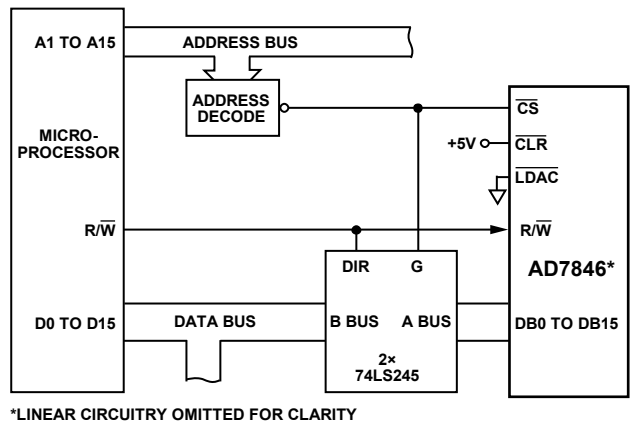 A1 TO A15
ADDRESS BUS
ADDRESS
DECODE
MICRO-
PROCESSOR
CS
+5V
CLR
LDAC
R/W
R/W
DIR
G
AD7846*
D0 TO D15
DATA BUS
B BUS
A BUS
DB0 TO DB15
2×
74LS245
*LINEAR CIRCUITRY OMITTED FOR CLARITY